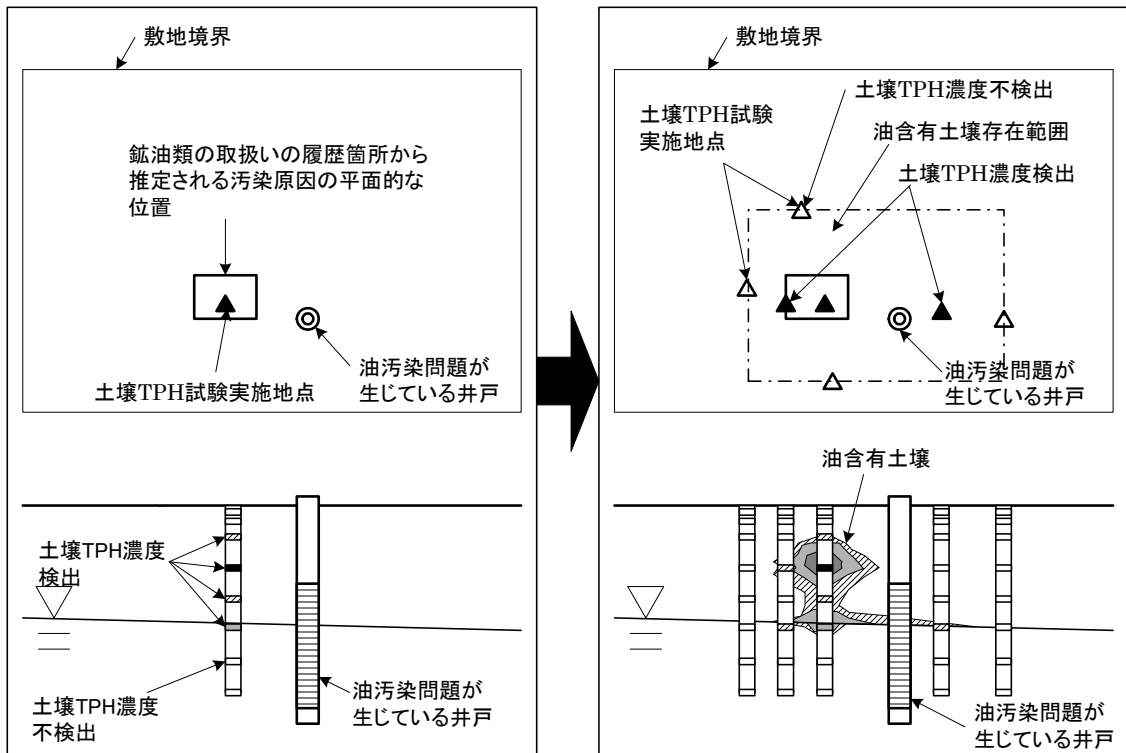 敷地境界
鉱油類の取扱いの履歴箇所から
推定される汚染原因の平面的な
位置
土壌TPH試験実施地点
油汚染問題が
生じている井戸
土壌TPH濃度
検出
土壌TPH濃度
不検出
油汚染問題が
生じている井戸
敷地境界
土壌TPH試験
実施地点
土壌TPH濃度不検出
油含有土壌存在範囲
土壌TPH濃度検出
油汚染問題が
生じている井戸
油含有土壌
油汚染問題が
生じている井戸